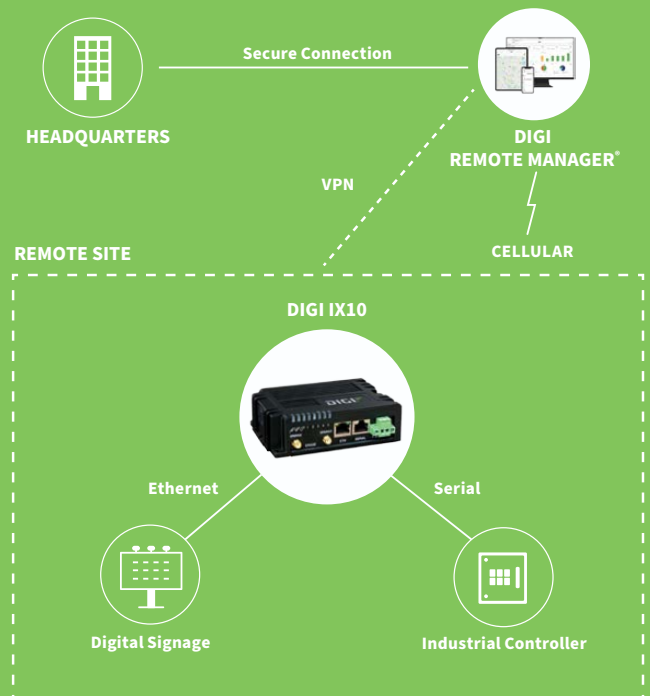 Secure Connection
HEADQUARTERS
DIGI
REMOTE MANAGER®
VPN
CELLULAR
REMOTE SITE
DIGI IX10
DIGI
Ethernet
Serial
Digital Signage
Industrial Controller